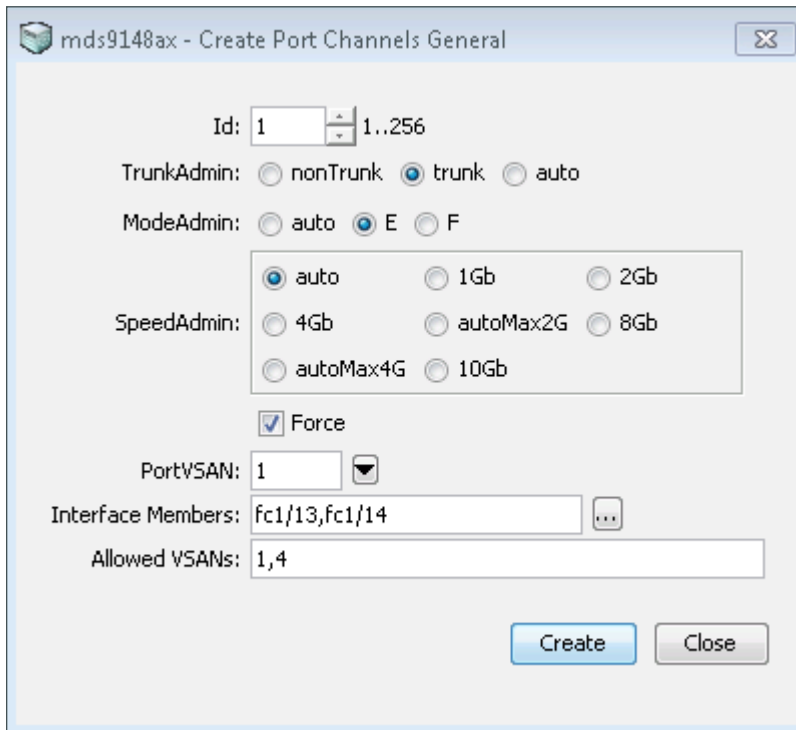 mds9148ax - Create Port Channels General
Id: 1 1..256
TrunkAdmin: nonTrunk trunk auto
ModeAdmin: auto E F
auto 1Gb 2Gb
SpeedAdmin: 4Gb autoMax2G 8Gb
autoMax4G 10Gb
Force
PortVSAN: 1
Interface Members: fc1/13,fc1/14 ...
Allowed VSANs: 1,4
Create Close